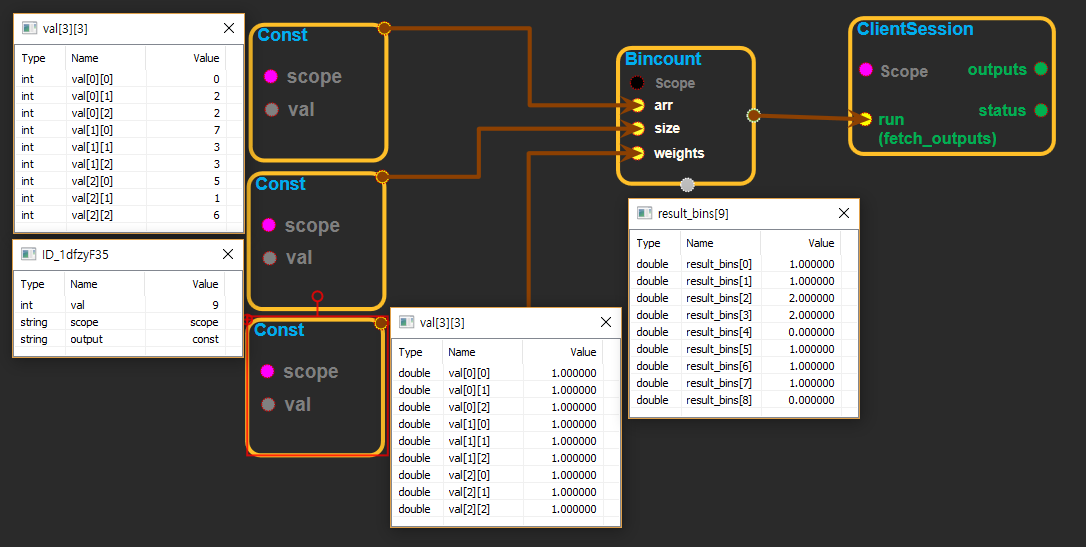 val[3][3]
Type Name Value
int val[0][0] 0
int val[0][1] 2
int val[0][2] 2
int val[1][0] 7
int val[1][1] 3
int val[1][2] 3
int val[2][0] 5
int val[2][1] 1
int val[2][2] 6
ID_1dfzyF35
Type Name Value
int val 9
string scope scope
string output const
Const
scope
val
Const
scope
val
Const
scope
val
val[3][3]
Type Name Value
double val[0][0] 1.000000
double val[0][1] 1.000000
double val[0][2] 1.000000
double val[1][0] 1.000000
double val[1][1] 1.000000
double val[1][2] 1.000000
double val[2][0] 1.000000
double val[2][1] 1.000000
double val[2][2] 1.000000
Bincount
Scope
arr
size
weights
result_bins[9]
Type Name Value
double result_bins[0] 1.000000
double result_bins[1] 1.000000
double result_bins[2] 2.000000
double result_bins[3] 2.000000
double result_bins[4] 0.000000
double result_bins[5] 1.000000
double result_bins[6] 1.000000
double result_bins[7] 1.000000
double result_bins[8] 0.000000
ClientSession
Scope outputs
status
run
(fetch_outputs)